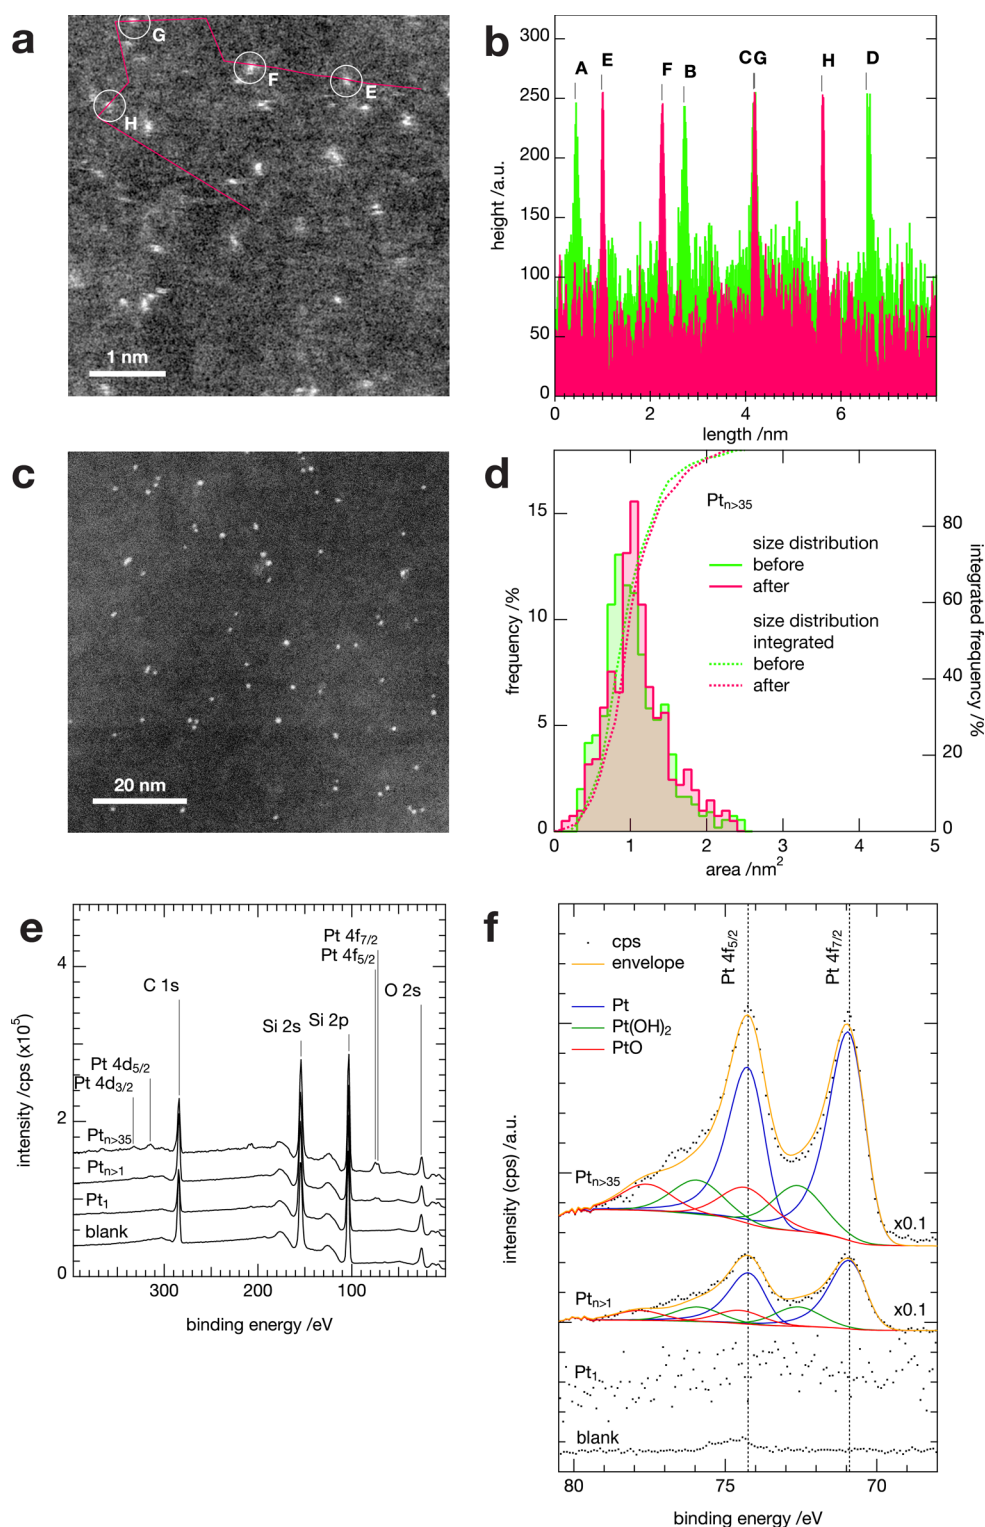 a
G
F
E
H
1 nm
b
300
250
200
150
100
50
0
A
E
F
B
C
G
H
D
0
2
4
6
height /a.u.
length /nm
c
20 nm
d
Pt n>35
size distribution
before
after
size distribution
integrated
before
after
15
10
5
0
80
60
40
20
0
0
1
2
3
4
5
frequency /%
integrated frequency /%
area /nm²
e
Pt 4f7/2
Pt 4f5/2
O 2s
C 1s
Si 2s
Si 2p
Pt 4d5/2
Pt 4d3/2
Pt n>35
Pt n>1
Pt₁
blank
4
2
0
300
200
100
intensity /cps (x10⁵)
binding energy /eV
f
cps
envelope
Pt
Pt(OH)₂
PtO
Pt 4f5/2
Pt 4f7/2
Pt n>35
x0.1
Pt n>1
x0.1
Pt₁
blank
80
75
70
intensity (cps) /a.u.
binding energy /eV